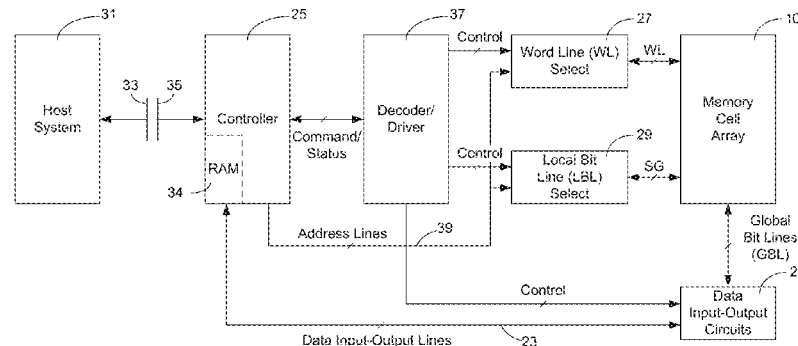 31
25
37
27
10
Control
Word Line (WL)
Select
WL
33
35
Host
System
Controller
Decoder/
Driver
Memory
Cell
Array
Command/
Status
29
Control
Local Bit
Line (LBL)
Select
SG
RAM
34
Address Lines
39
Global
Bit Lines
(GBL)
2
Control
Data
Input-Output
Circuits
Data Input-Output Lines
23